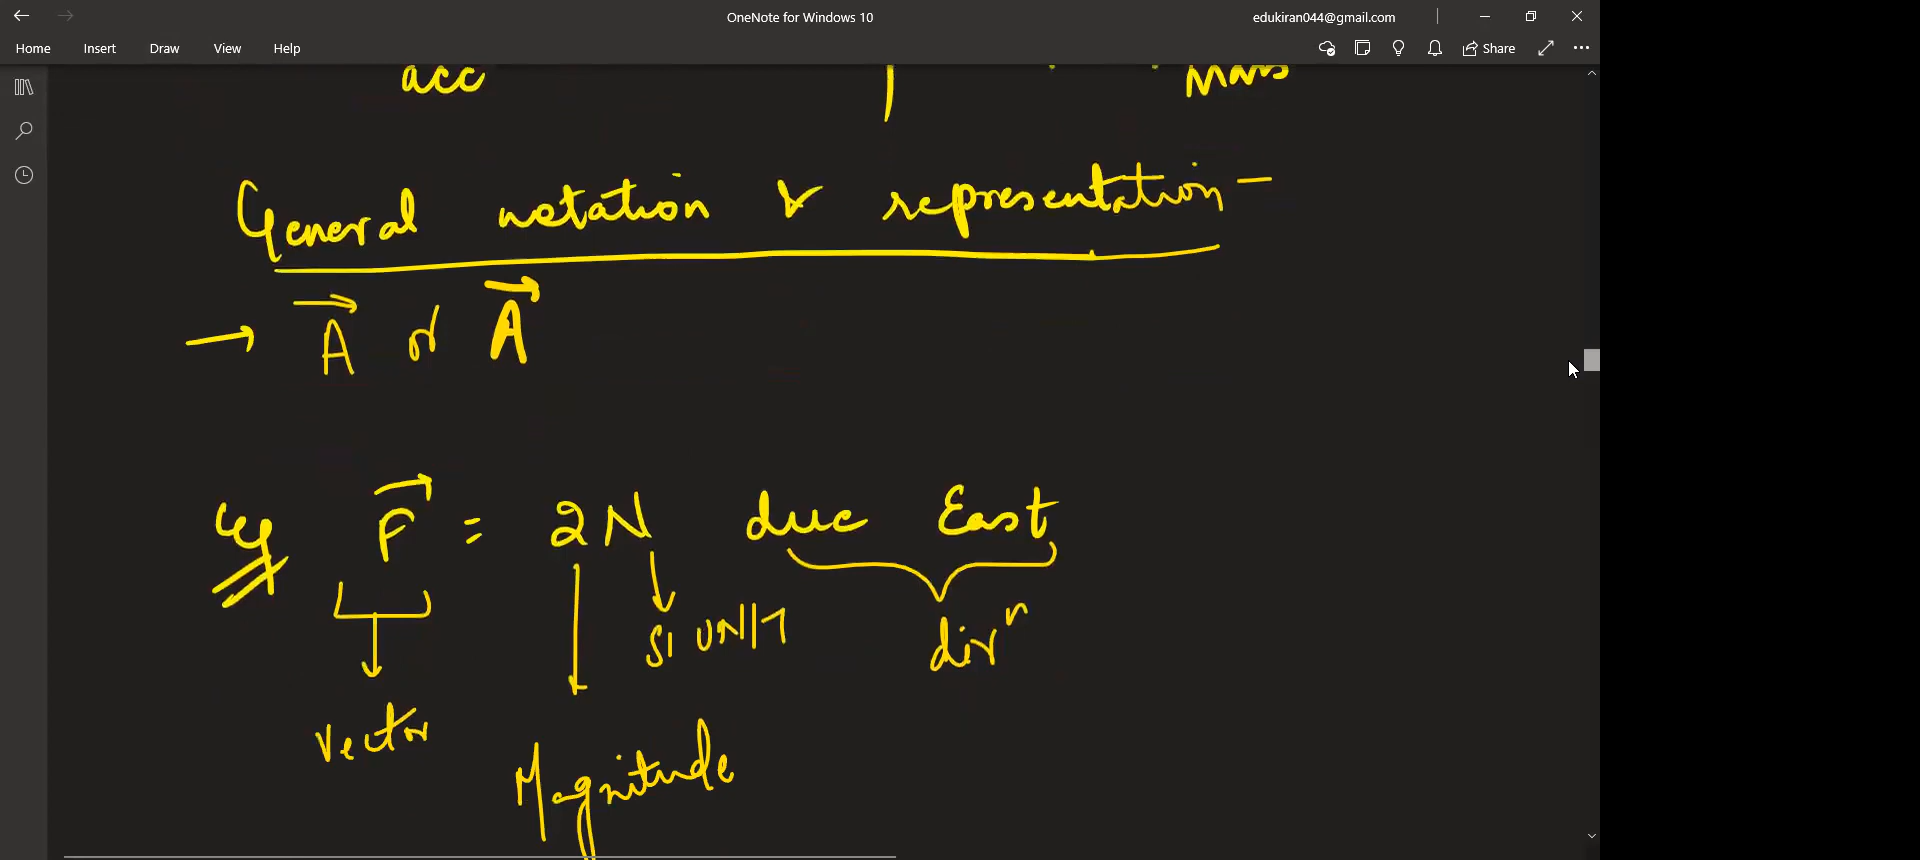 OneNote for Windows 10
edukiran044@gmail.com
Home Insert Draw View Help
Share
acc
General notation & representation –
→ A⃗ or A⃗
eg F⃗ = 2N due East
SI UNIT
dirⁿ
vector
Magnitude